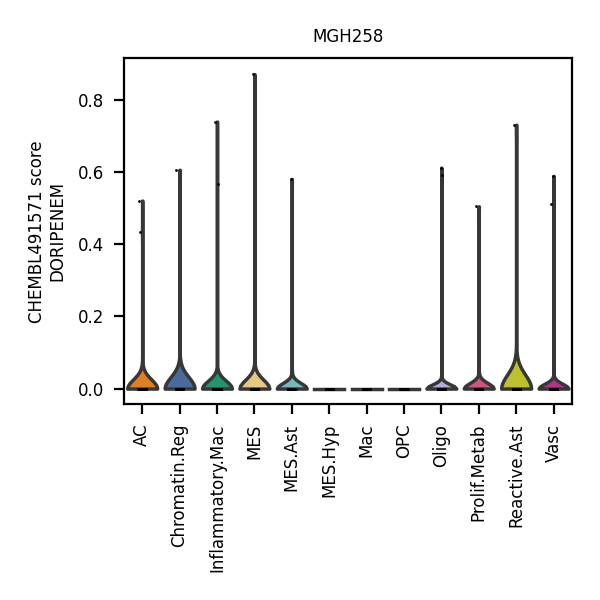 MGH258
CHEMBL491571 score
DORIPENEM
0.8
0.6
0.4
0.2
0.0
AC
Chromatin.Reg
Inflammatory.Mac
MES
MES.Ast
MES.Hyp
Mac
OPC
Oligo
Prolif.Metab
Reactive.Ast
Vasc